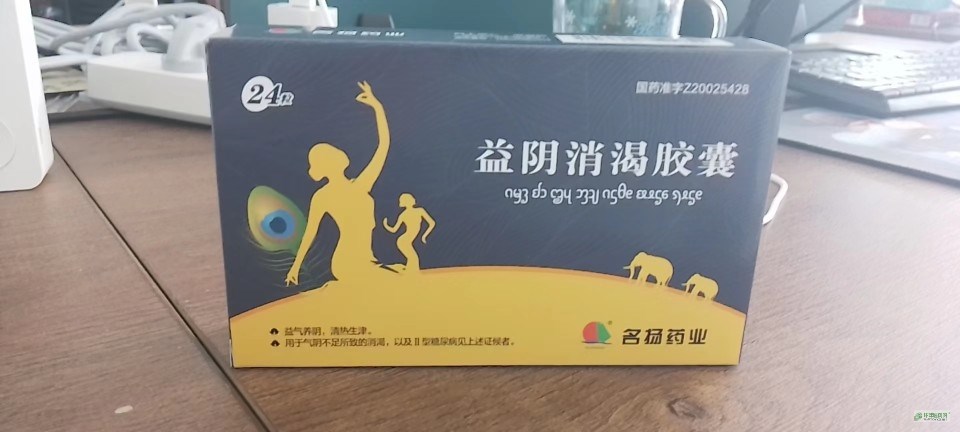 24粒
国药准字Z20025428
益阴消渴胶囊
益气养阴，清热生津。
用于气阴不足所致的消渴，以及Ⅱ型糖尿病见上述证候者。
名扬药业